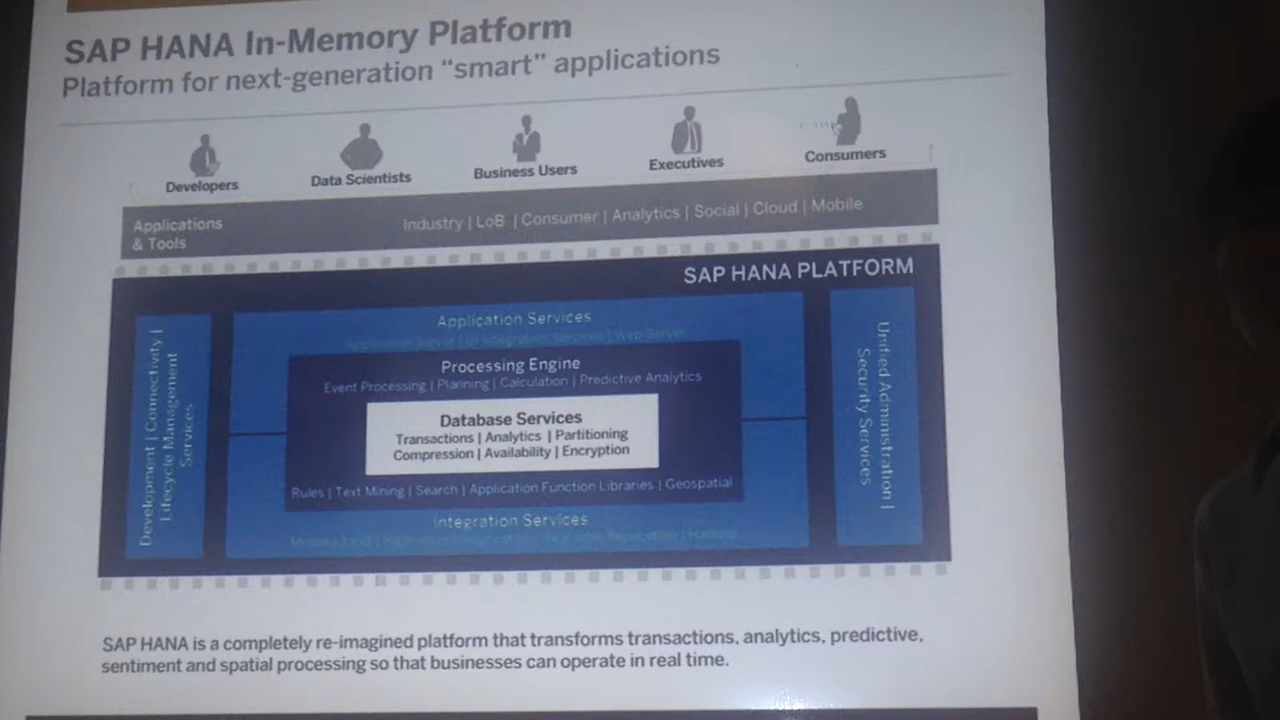 SAP HANA In-Memory Platform
Platform for next-generation “smart” applications
Developers
Data Scientists
Business Users
Executives
Consumers
Applications
& Tools
Industry | LoB | Consumer | Analytics | Social | Cloud | Mobile
SAP HANA PLATFORM
Development | Connectivity |
Lifecycle Management
Services
Application Services
Integration Services | Web Server
Processing Engine
Event Processing | Planning | Calculation | Predictive Analytics
Database Services
Transactions | Analytics | Partitioning
Compression | Availability | Encryption
Rules | Text Mining | Search | Application Function Libraries | Geospatial
Integration Services
Unified Administration |
Security Services
SAP HANA is a completely re-imagined platform that transforms transactions, analytics, predictive,
sentiment and spatial processing so that businesses can operate in real time.